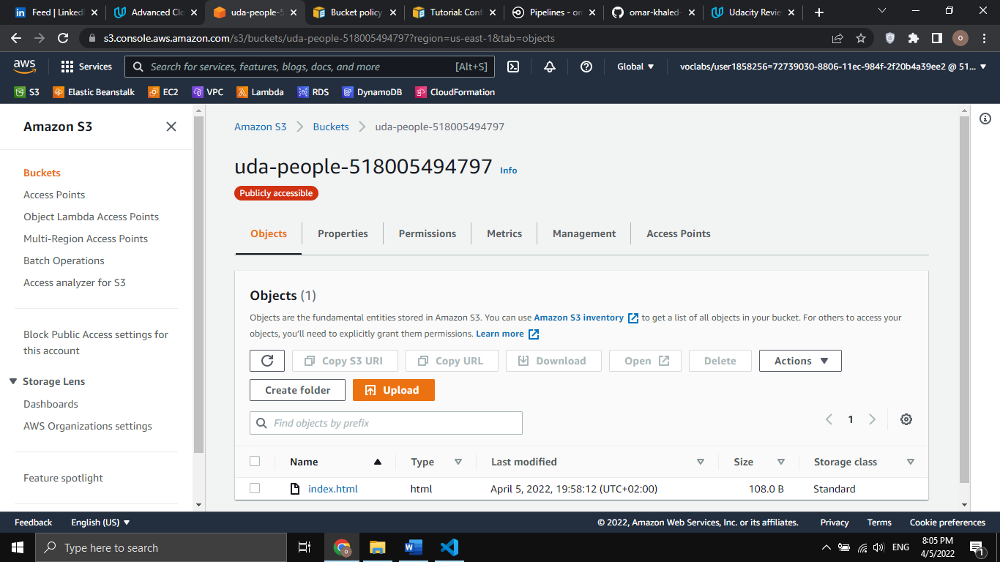 Feed | LinkedI
Advanced Clo
uda-people-5
Bucket policy
Tutorial: Conf
Pipelines - om
omar-khaled-
Udacity Revie
s3.console.aws.amazon.com/s3/buckets/uda-people-518005494797?region=us-east-1&tab=objects
o
aws
Services
Search for services, features, blogs, docs, and more
[Alt+S]
Global
voclabs/user1858256=72739030-8806-11ec-984f-2f20b4a39ee2 @ 51...
S3
Elastic Beanstalk
EC2
VPC
Lambda
RDS
DynamoDB
CloudFormation
Amazon S3
Buckets
Access Points
Object Lambda Access Points
Multi-Region Access Points
Batch Operations
Access analyzer for S3
Block Public Access settings for
this account
Storage Lens
Dashboards
AWS Organizations settings
Feature spotlight
Amazon S3
Buckets
uda-people-518005494797
uda-people-518005494797 Info
Publicly accessible
Objects
Properties
Permissions
Metrics
Management
Access Points
Objects (1)
Objects are the fundamental entities stored in Amazon S3. You can use Amazon S3 inventory to get a list of all objects in your bucket. For others to access your
objects, you'll need to explicitly grant them permissions. Learn more
Copy S3 URI
Copy URL
Download
Open
Delete
Actions
Create folder
Upload
Find objects by prefix
1
Name
Type
Last modified
Size
Storage class
index.html
html
April 5, 2022, 19:58:12 (UTC+02:00)
108.0 B
Standard
Feedback
English (US)
© 2022, Amazon Web Services, Inc. or its affiliates.
Privacy
Terms
Cookie preferences
Type here to search
ENG
8:05 PM
4/5/2022
1